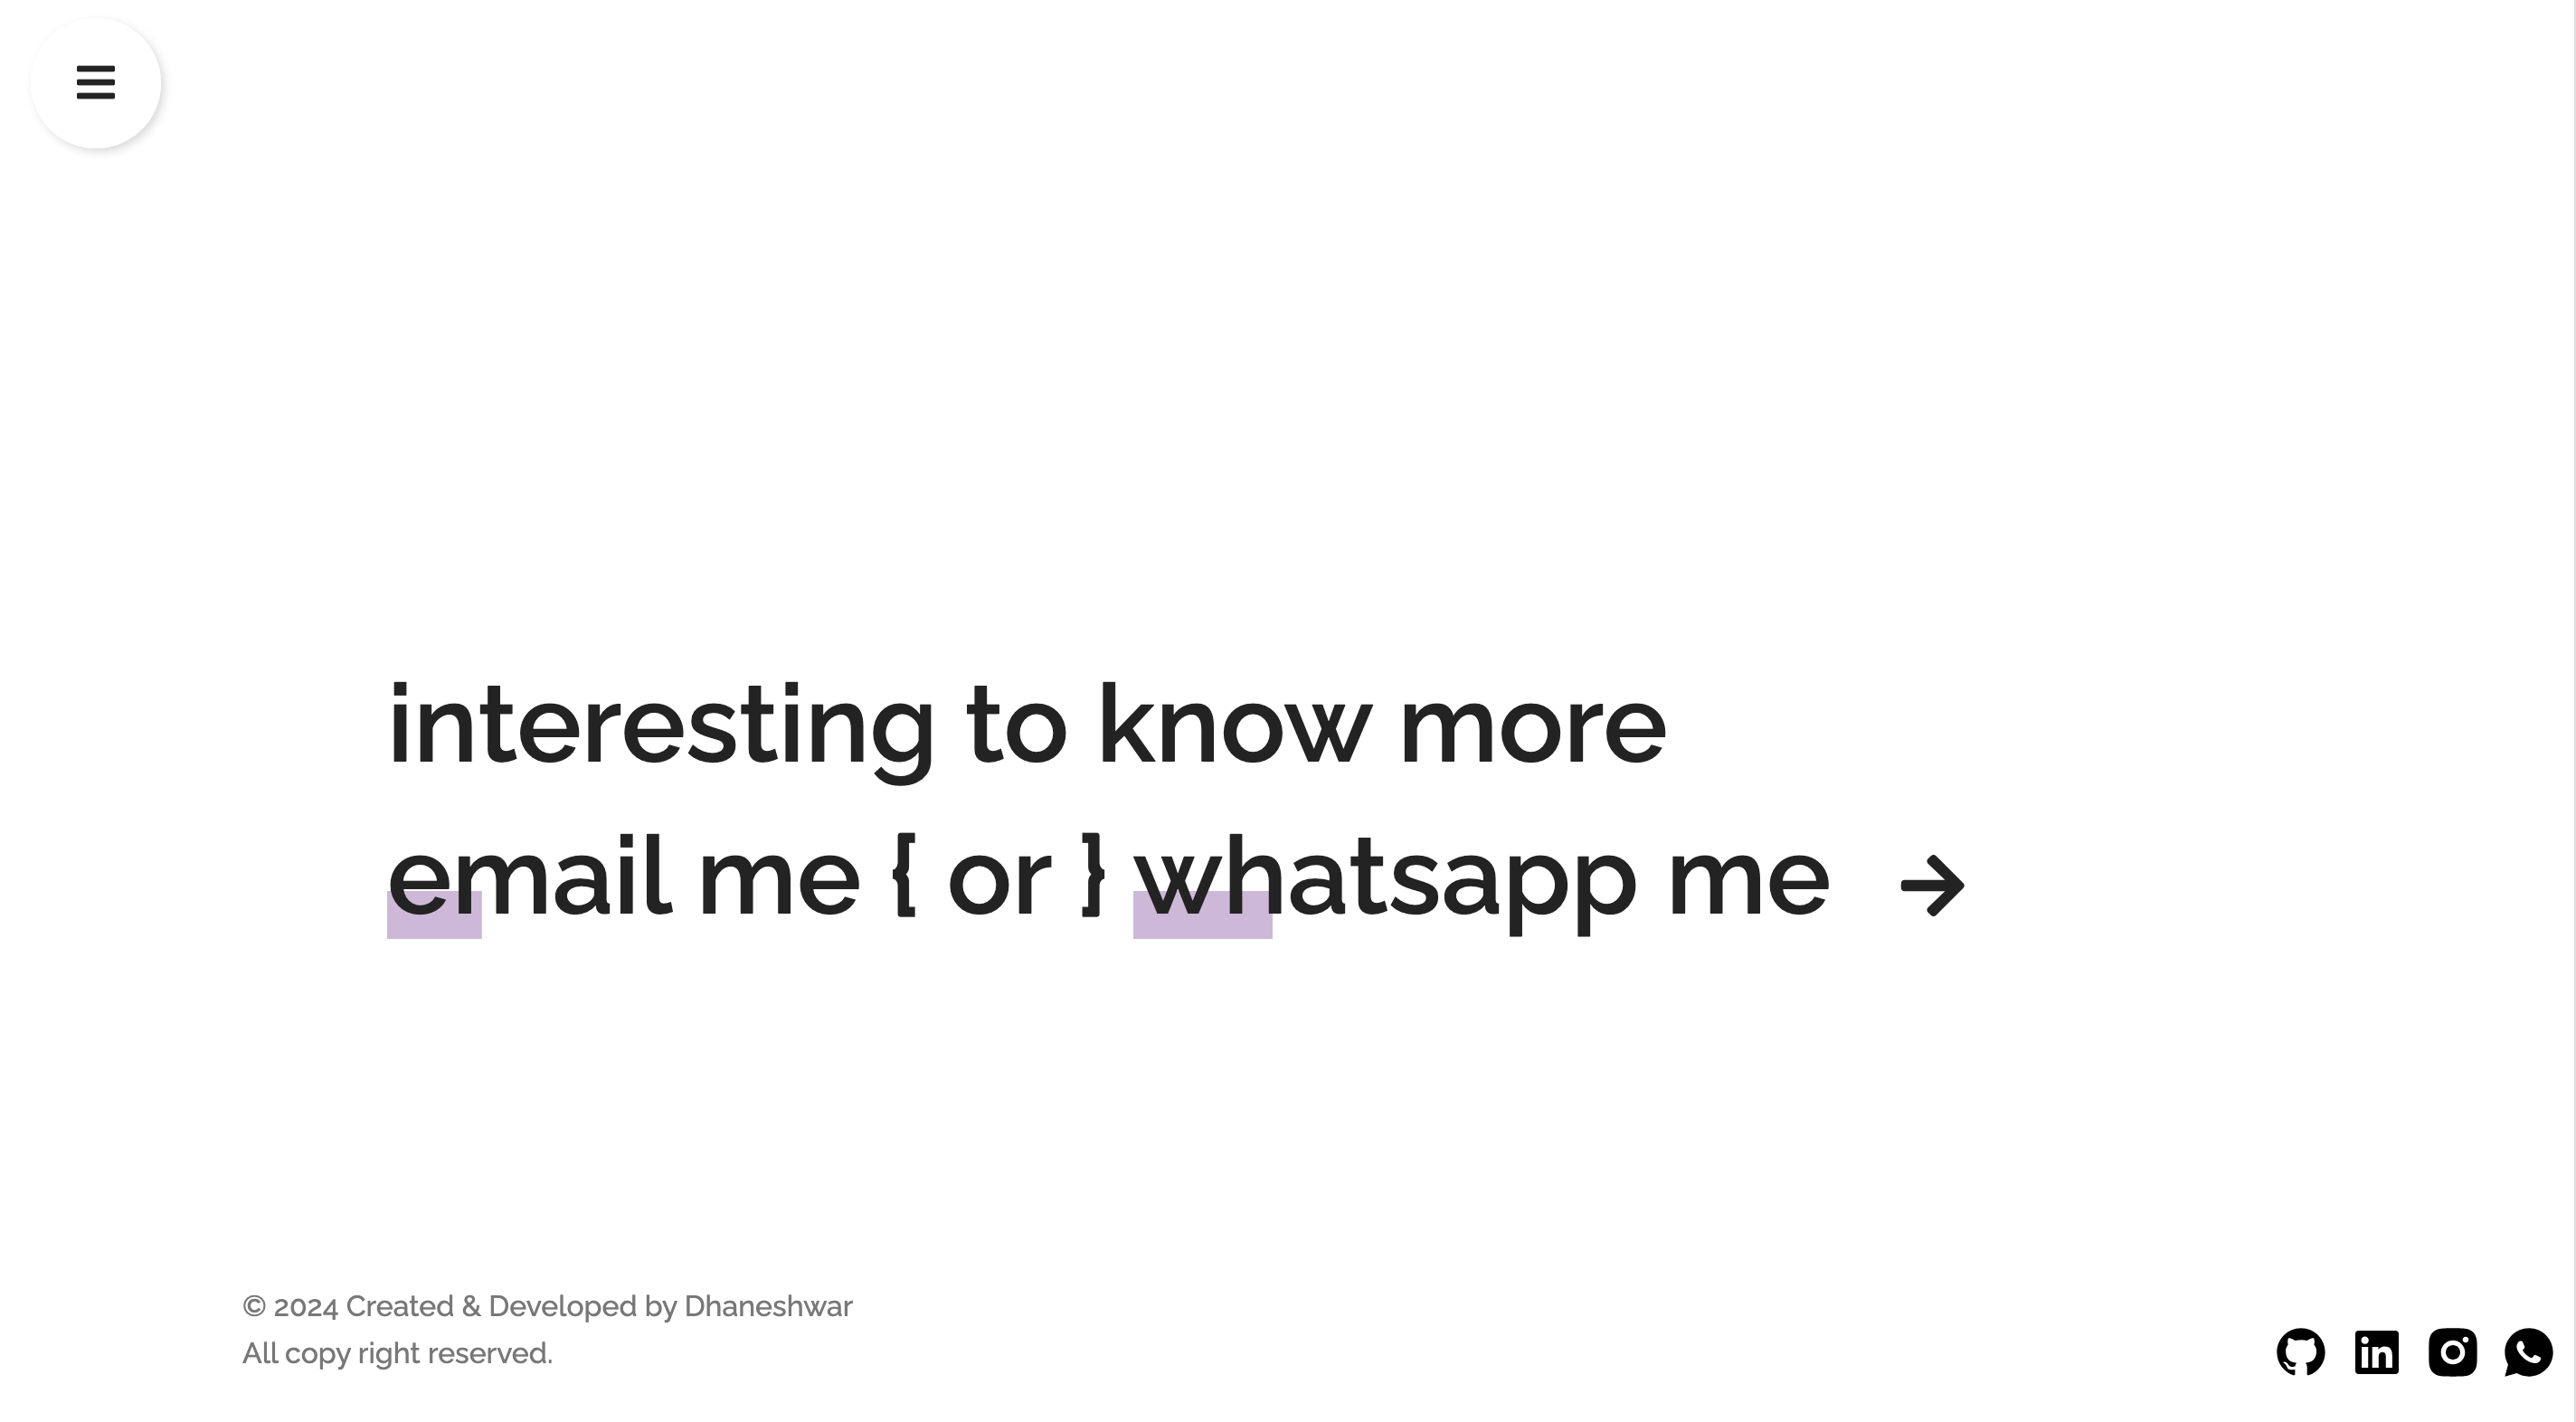 interesting to know more
email me { or } whatsapp me
© 2024 Created & Developed by Dhaneshwar
All copy right reserved.
in